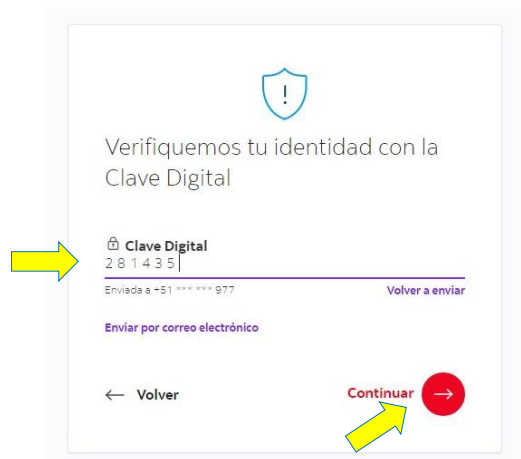 Verifiquemos tu identidad con la
Clave Digital
Clave Digital
2 8 1 4 3 5
Enviada a +51 *** *** 977 Volver a enviar
Enviar por correo electrónico
← Volver Continuar →